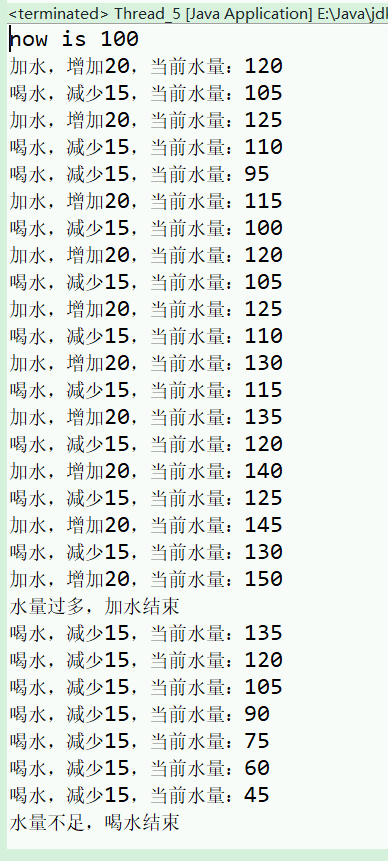 <terminated> Thread_5 [Java Application] E:\Java\jd
now is 100
加水，增加20，当前水量：120
喝水，减少15，当前水量：105
加水，增加20，当前水量：125
喝水，减少15，当前水量：110
喝水，减少15，当前水量：95
加水，增加20，当前水量：115
喝水，减少15，当前水量：100
加水，增加20，当前水量：120
喝水，减少15，当前水量：105
加水，增加20，当前水量：125
喝水，减少15，当前水量：110
加水，增加20，当前水量：130
喝水，减少15，当前水量：115
加水，增加20，当前水量：135
喝水，减少15，当前水量：120
加水，增加20，当前水量：140
喝水，减少15，当前水量：125
加水，增加20，当前水量：145
喝水，减少15，当前水量：130
加水，增加20，当前水量：150
水量过多，加水结束
喝水，减少15，当前水量：135
喝水，减少15，当前水量：120
喝水，减少15，当前水量：105
喝水，减少15，当前水量：90
喝水，减少15，当前水量：75
喝水，减少15，当前水量：60
喝水，减少15，当前水量：45
水量不足，喝水结束